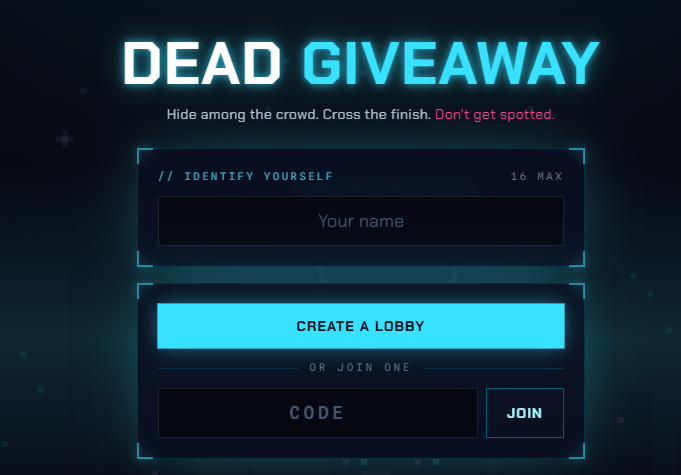 DEAD GIVEAWAY
Hide among the crowd. Cross the finish. Don't get spotted.
// IDENTIFY YOURSELF 16 MAX
Your name
CREATE A LOBBY
OR JOIN ONE
CODE JOIN